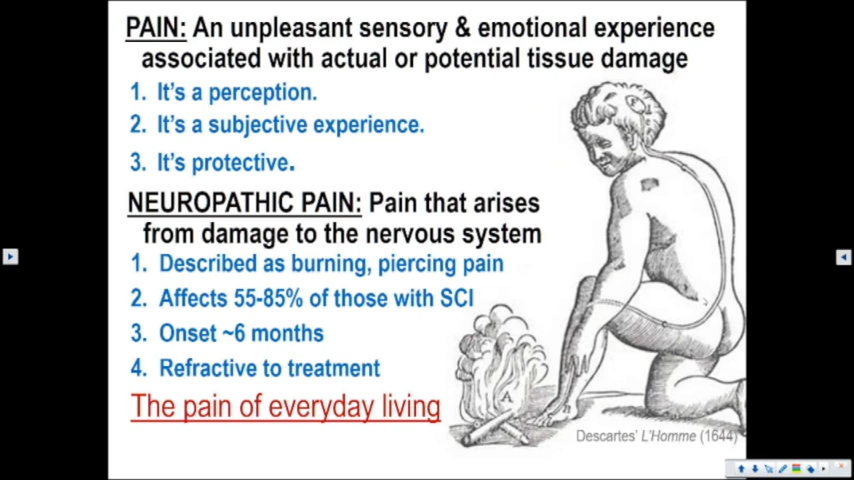 PAIN: An unpleasant sensory & emotional experience
associated with actual or potential tissue damage
1. It's a perception.
2. It's a subjective experience.
3. It's protective.
NEUROPATHIC PAIN: Pain that arises
from damage to the nervous system
1. Described as burning, piercing pain
2. Affects 55-85% of those with SCI
3. Onset ~6 months
4. Refractive to treatment
The pain of everyday living
A
B
Descartes' L'Homme (1644)